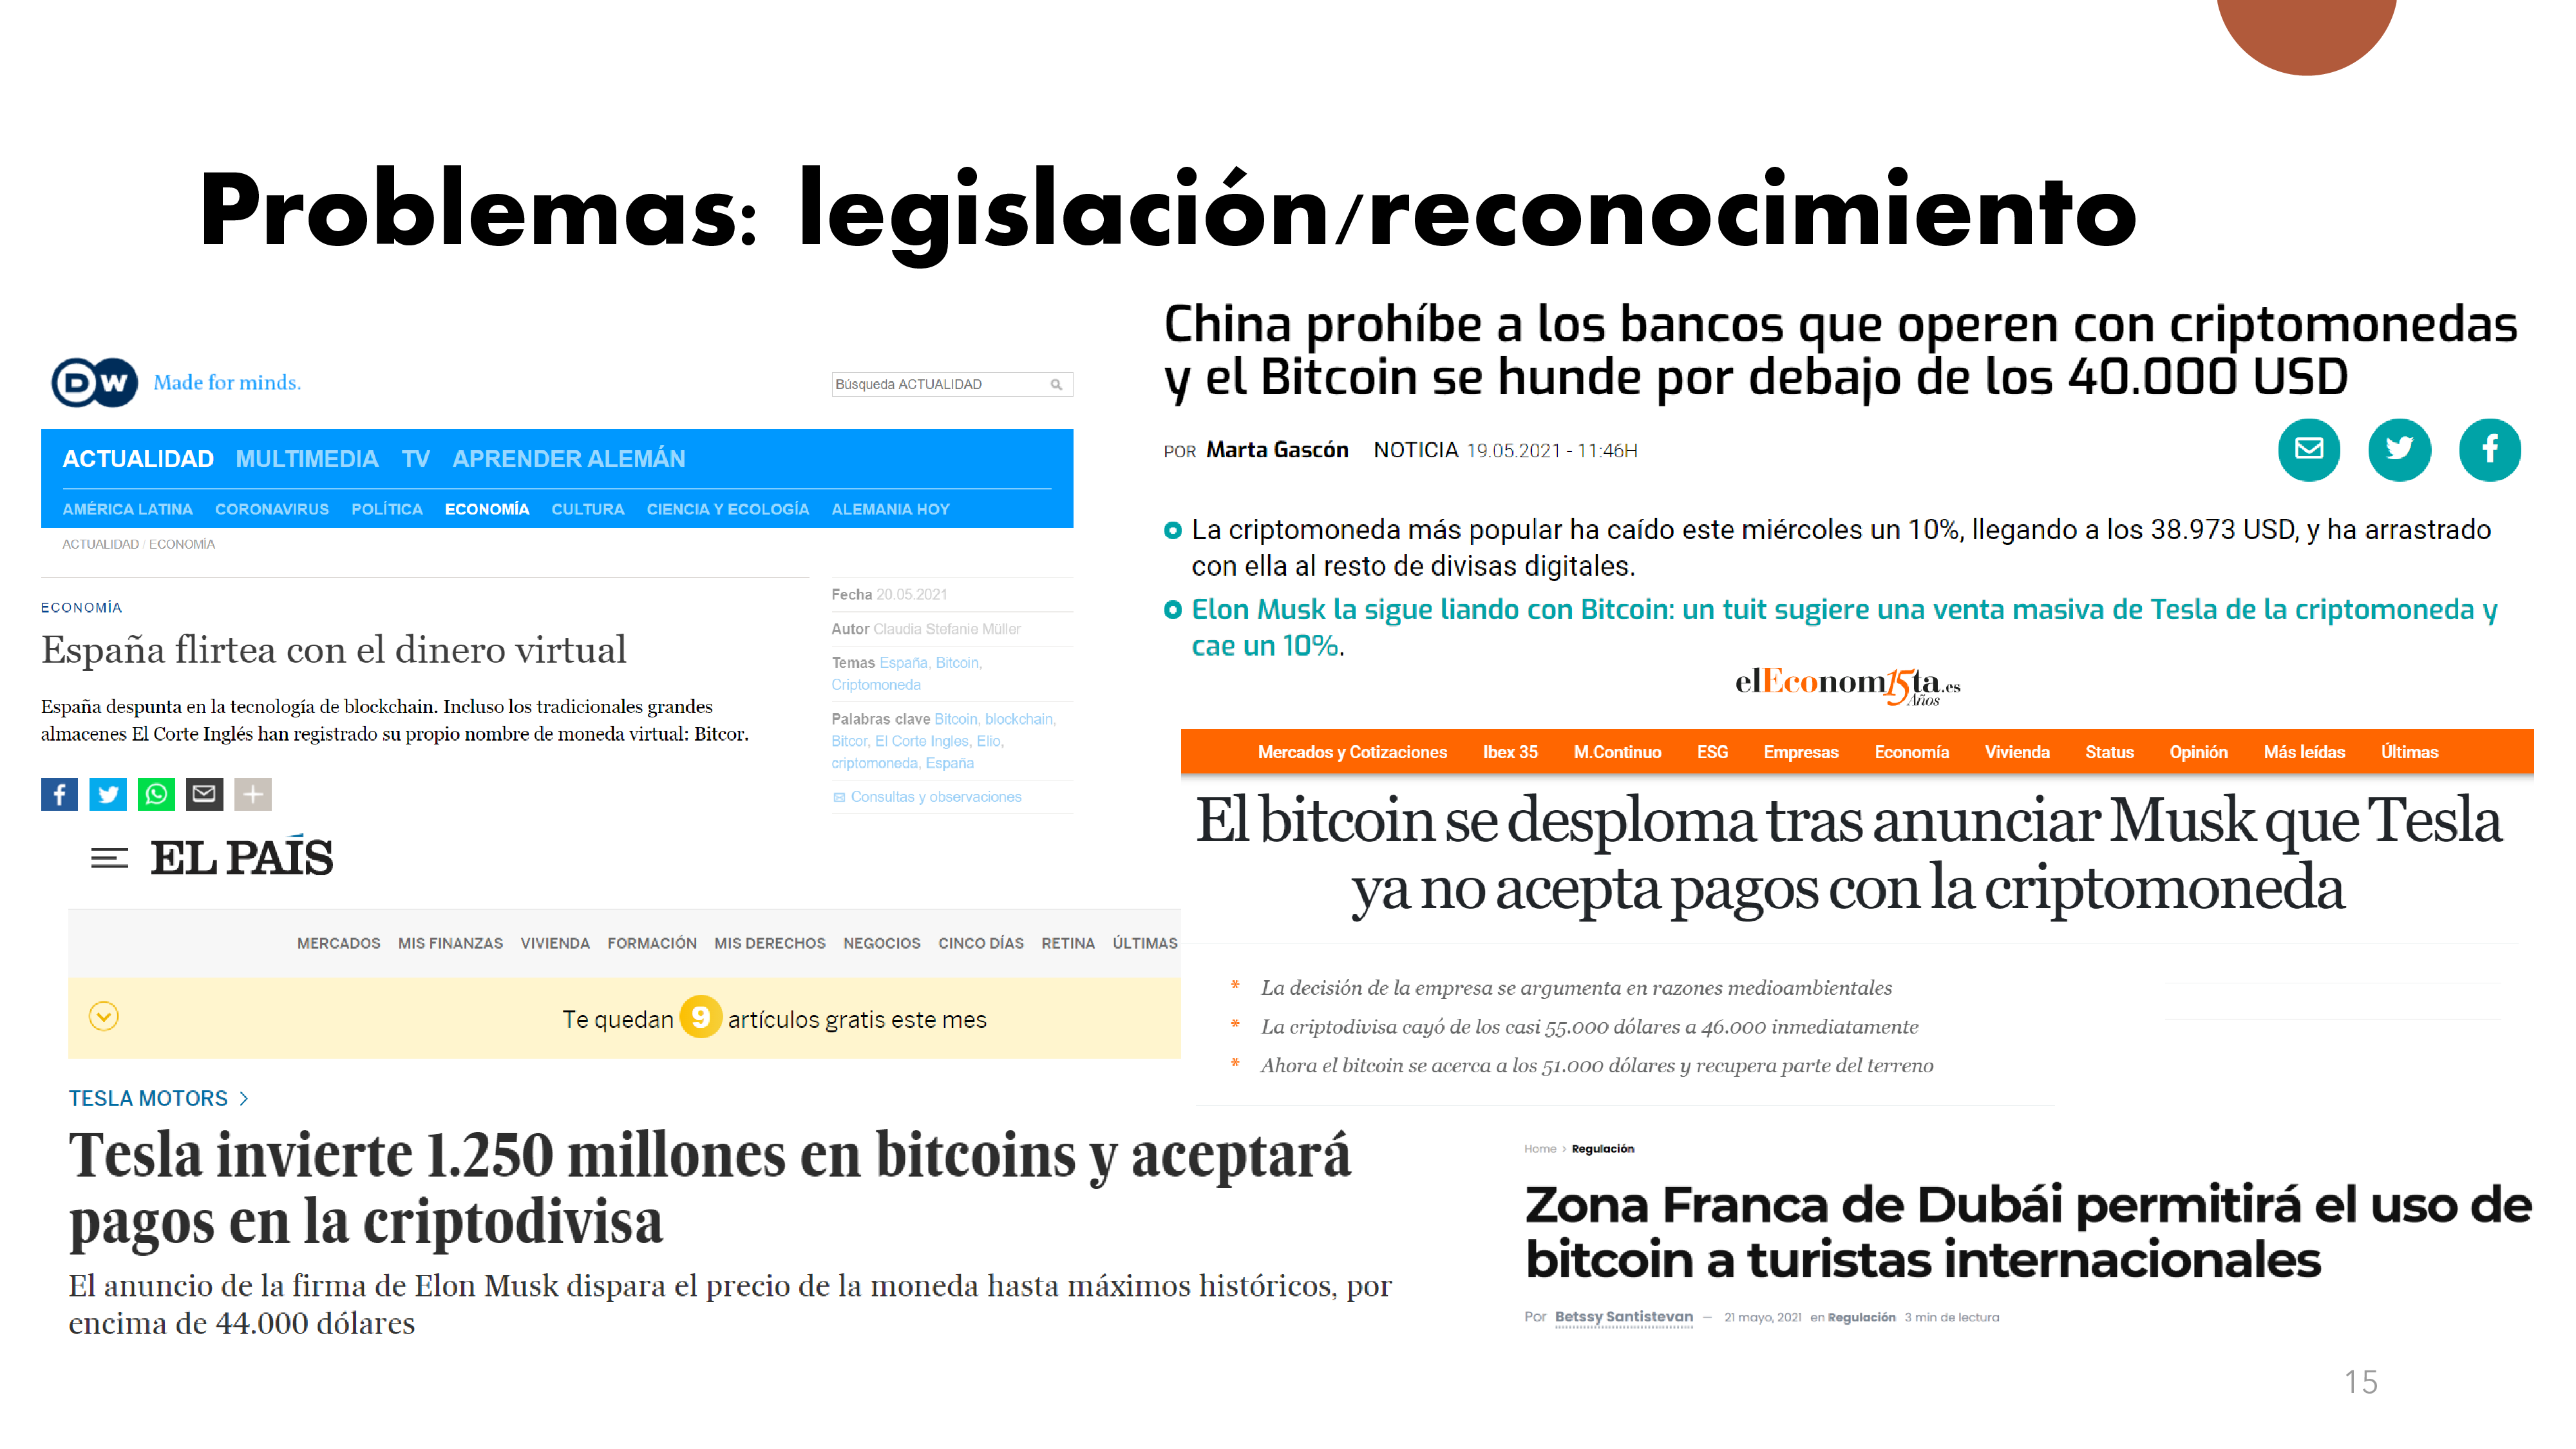 Problemas: legislación/reconocimiento
DW Made for minds.
Búsqueda ACTUALIDAD
ACTUALIDAD MULTIMEDIA TV APRENDER ALEMÁN
AMÉRICA LATINA CORONAVIRUS POLÍTICA ECONOMÍA CULTURA CIENCIA Y ECOLOGÍA ALEMANIA HOY
ACTUALIDAD / ECONOMÍA
ECONOMÍA
España flirtea con el dinero virtual
España despunta en la tecnología de blockchain. Incluso los tradicionales grandes
almacenes El Corte Inglés han registrado su propio nombre de moneda virtual: Bitcor.
Fecha 20.05.2021
Autor Claudia Stefanie Müller
Temas España, Bitcoin,
Criptomoneda
Palabras clave Bitcoin, blockchain,
Bitcor, El Corte Ingles, Elio,
criptomoneda, España
Consultas y observaciones
China prohíbe a los bancos que operen con criptomonedas
y el Bitcoin se hunde por debajo de los 40.000 USD
POR Marta Gascón NOTICIA 19.05.2021 - 11:46H
La criptomoneda más popular ha caído este miércoles un 10%, llegando a los 38.973 USD, y ha arrastrado
con ella al resto de divisas digitales.
Elon Musk la sigue liando con Bitcoin: un tuit sugiere una venta masiva de Tesla de la criptomoneda y
cae un 10%.
elEconom15ta.es
Años
Mercados y Cotizaciones Ibex 35 M.Continuo ESG Empresas Economía Vivienda Status Opinión Más leídas Últimas
El bitcoin se desploma tras anunciar Musk que Tesla
ya no acepta pagos con la criptomoneda
* La decisión de la empresa se argumenta en razones medioambientales
* La criptodivisa cayó de los casi 55.000 dólares a 46.000 inmediatamente
* Ahora el bitcoin se acerca a los 51.000 dólares y recupera parte del terreno
EL PAÍS
MERCADOS MIS FINANZAS VIVIENDA FORMACIÓN MIS DERECHOS NEGOCIOS CINCO DÍAS RETINA ÚLTIMAS
Te quedan 9 artículos gratis este mes
TESLA MOTORS >
Tesla invierte 1.250 millones en bitcoins y aceptará
pagos en la criptodivisa
El anuncio de la firma de Elon Musk dispara el precio de la moneda hasta máximos históricos, por
encima de 44.000 dólares
Home > Regulación
Zona Franca de Dubái permitirá el uso de
bitcoin a turistas internacionales
Por Betssy Santistevan — 21 mayo, 2021 en Regulación 3 min de lectura
15